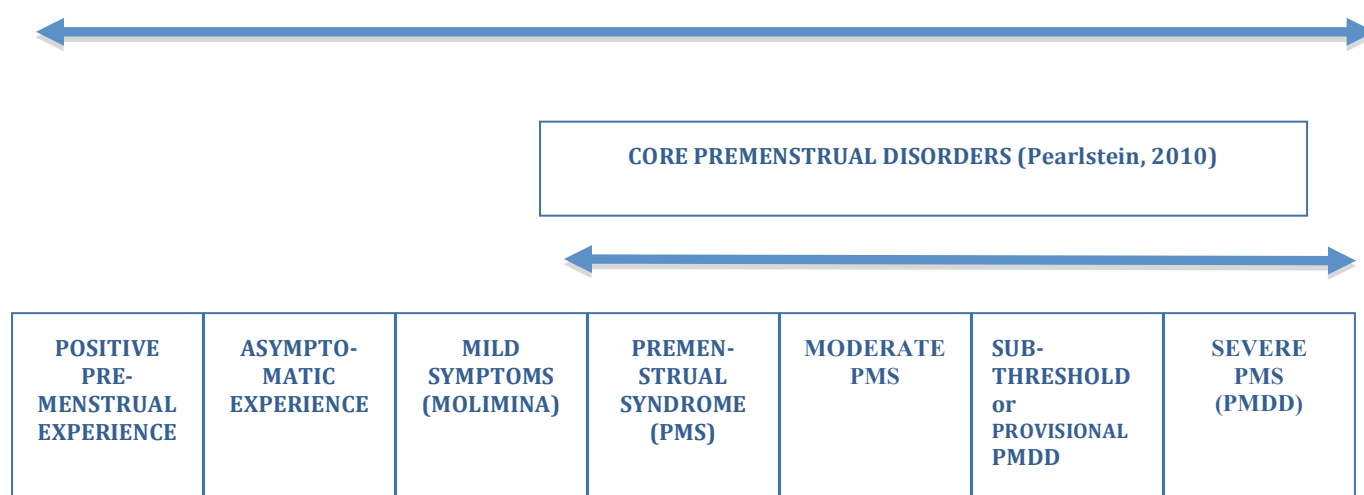 CORE PREMENSTRUAL DISORDERS (Pearlstein, 2010)
POSITIVE
PRE-
MENSTRUAL
EXPERIENCE
ASYMPTO-
MATIC
EXPERIENCE
MILD
SYMPTOMS
(MOLIMINA)
PREMEN-
STRUAL
SYNDROME
(PMS)
MODERATE
PMS
SUB-
THRESHOLD
or
PROVISIONAL
PMDD
SEVERE
PMS
(PMDD)